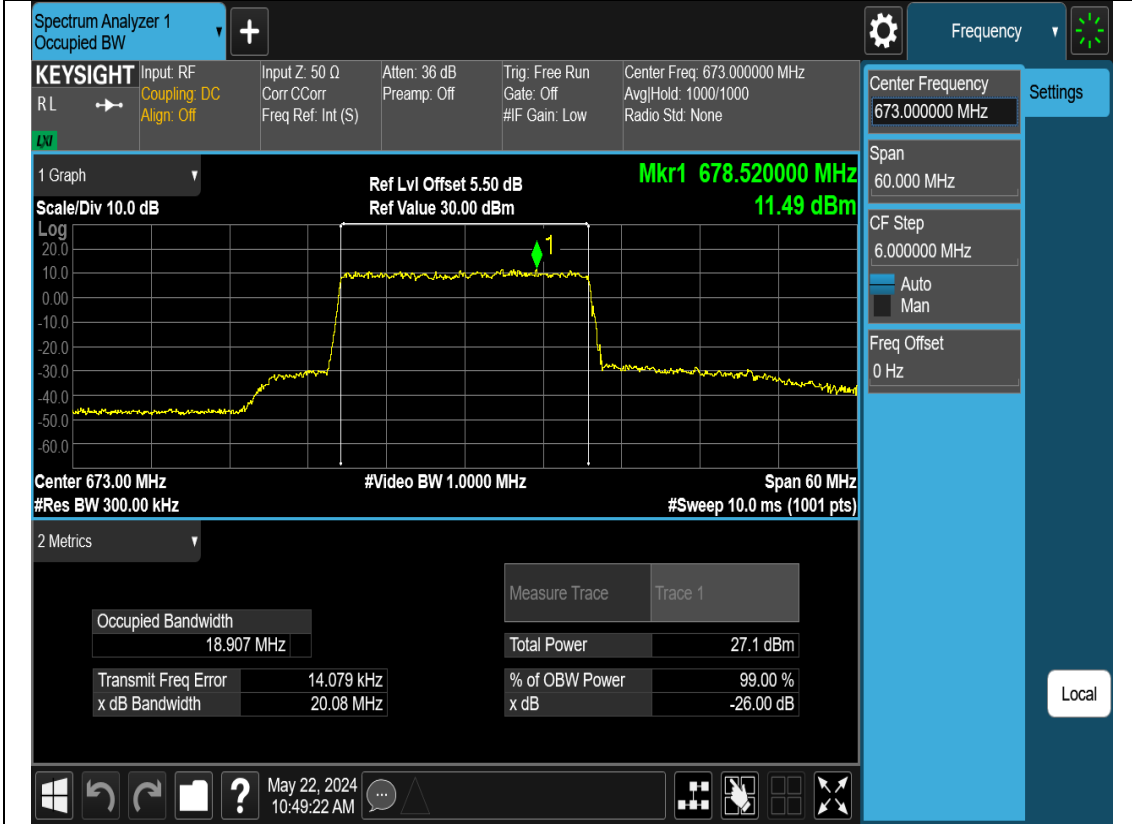 Spectrum Analyzer 1
Occupied BW
+
Frequency
KEYSIGHT
RL
LXI
Input: RF
Coupling: DC
Align: Off
Input Z: 50 Ω
Corr CCorr
Freq Ref: Int (S)
Atten: 36 dB
Preamp: Off
Trig: Free Run
Gate: Off
#IF Gain: Low
Center Freq: 673.000000 MHz
Avg|Hold: 1000/1000
Radio Std: None
Center Frequency
673.000000 MHz
Settings
Span
60.000 MHz
CF Step
6.000000 MHz
Auto
Man
Freq Offset
0 Hz
Local
1 Graph
Scale/Div 10.0 dB
Ref Lvl Offset 5.50 dB
Ref Value 30.00 dBm
Mkr1 678.520000 MHz
11.49 dBm
Log
20.0
10.0
0.00
-10.0
-20.0
-30.0
-40.0
-50.0
-60.0
1
Center 673.00 MHz
#Video BW 1.0000 MHz
Span 60 MHz
#Res BW 300.00 kHz
#Sweep 10.0 ms (1001 pts)
2 Metrics
Measure Trace
Trace 1
Occupied Bandwidth
18.907 MHz
Total Power
27.1 dBm
Transmit Freq Error
14.079 kHz
% of OBW Power
99.00 %
x dB Bandwidth
20.08 MHz
x dB
-26.00 dB
?
May 22, 2024
10:49:22 AM